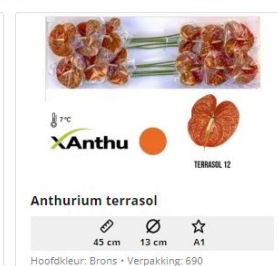 7°C
XAnthu
TERRASOL 12
Anthurium terrasol
45 cm 13 cm A1
Hoofdkleur: Brons • Verpakking: 690